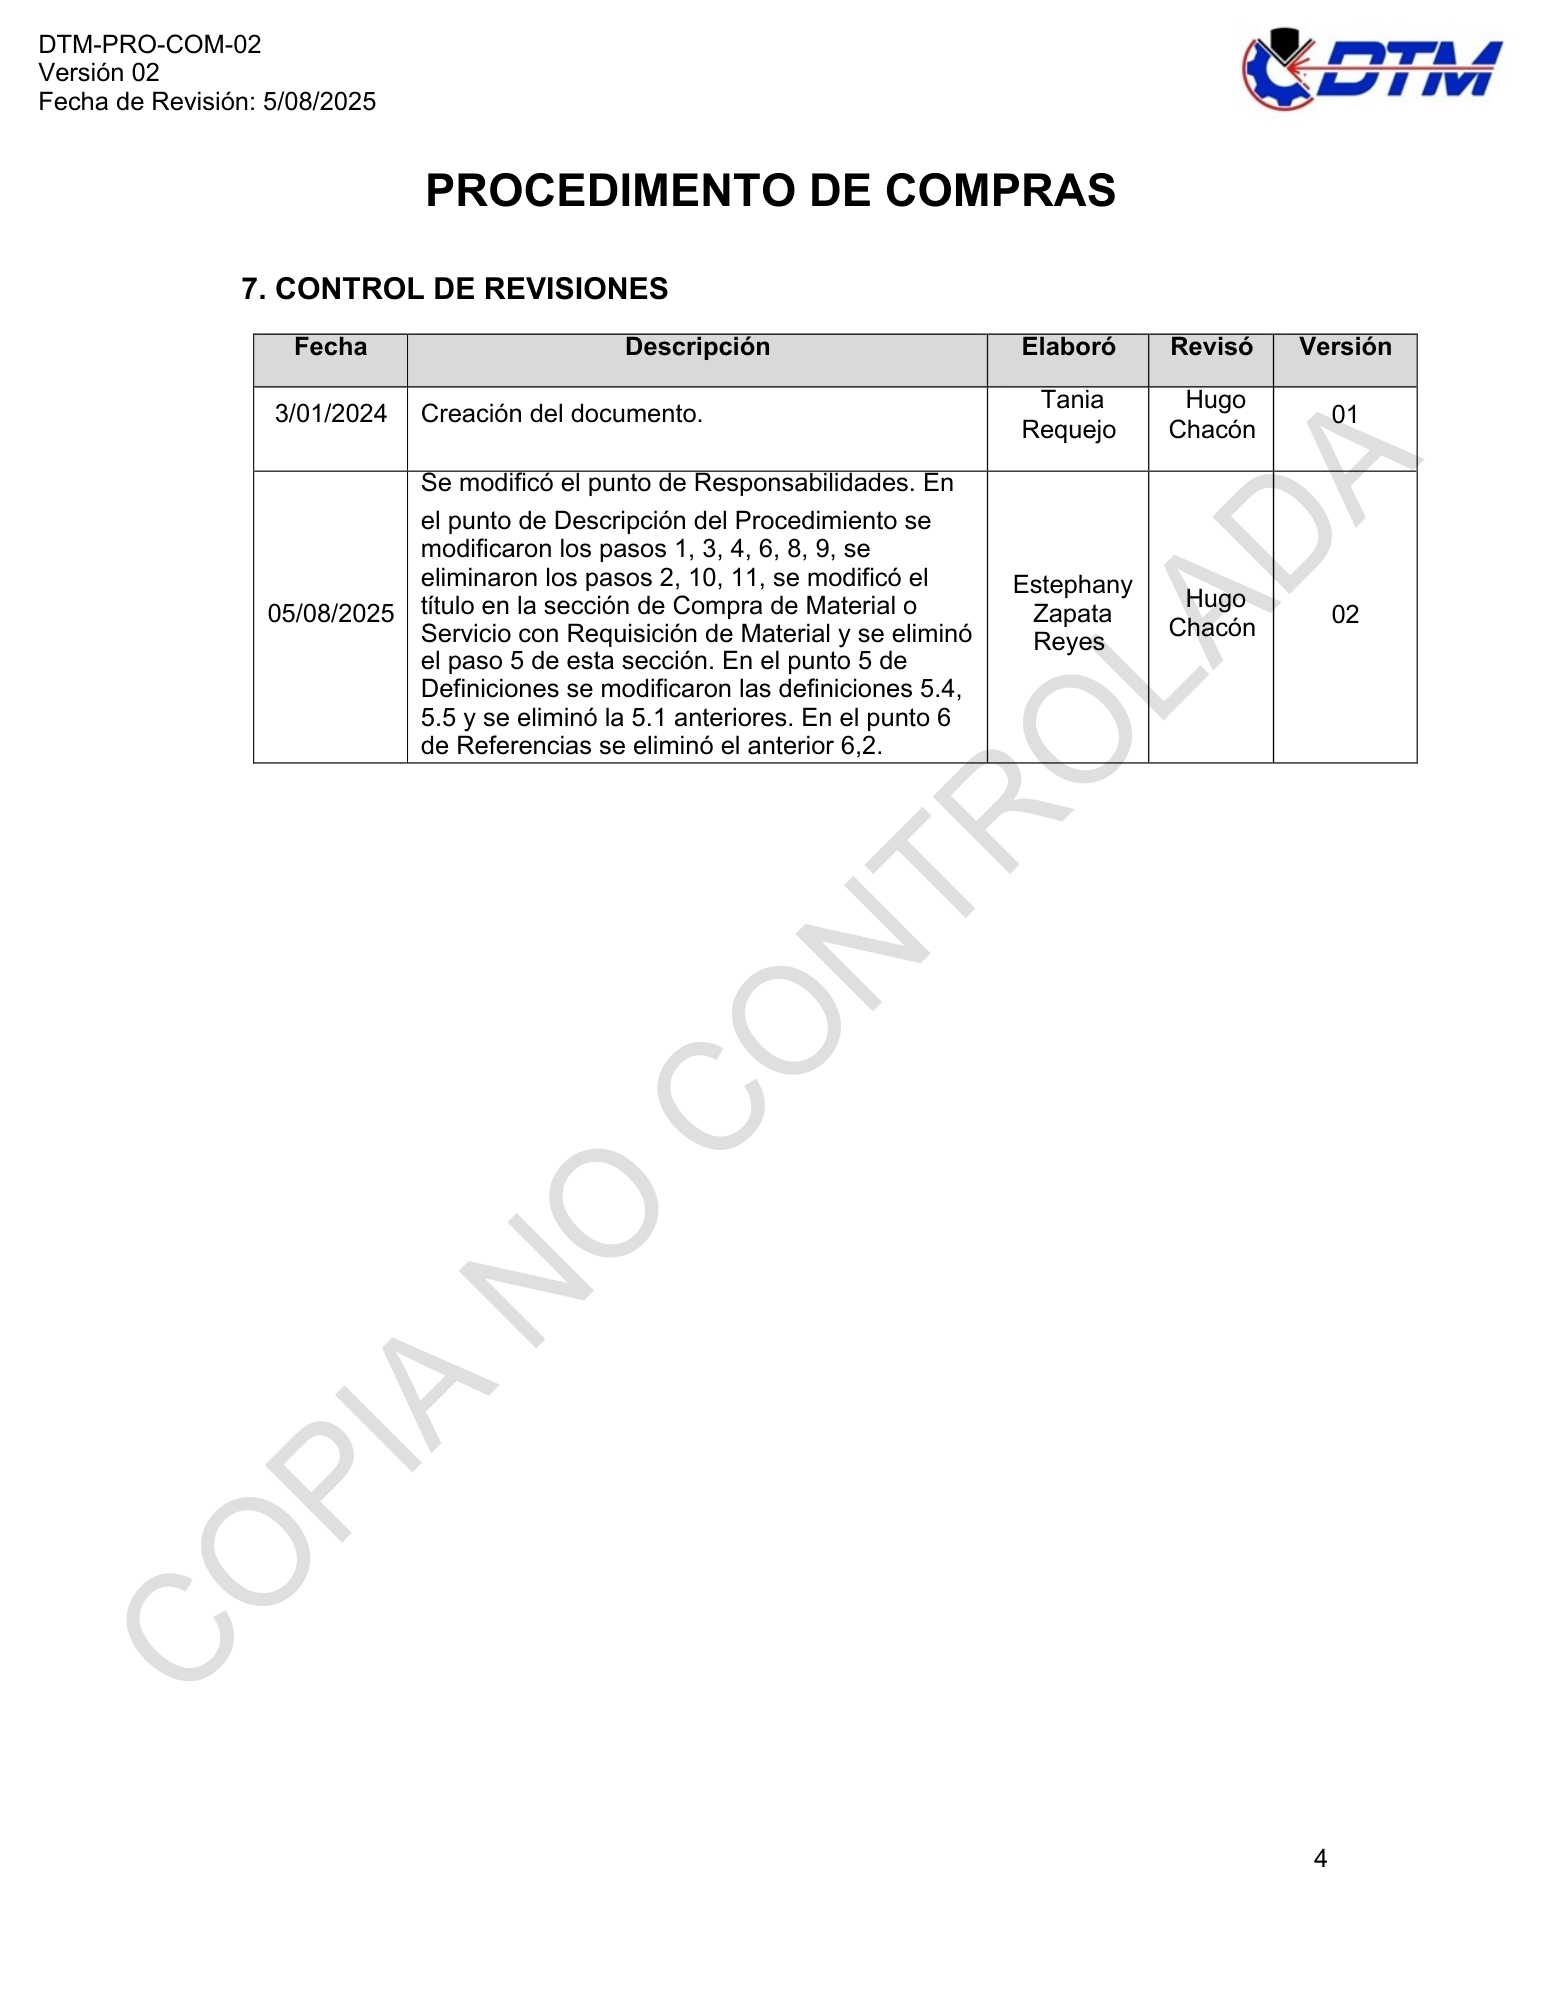 DTM-PRO-COM-02
Versión 02
Fecha de Revisión: 5/08/2025
DTM
PROCEDIMENTO DE COMPRAS
7. CONTROL DE REVISIONES
Fecha Descripción Elaboró Revisó Versión
3/01/2024 Creación del documento. Tania Requejo Hugo Chacón 01
05/08/2025
Se modificó el punto de Responsabilidades. En
el punto de Descripción del Procedimiento se
modificaron los pasos 1, 3, 4, 6, 8, 9, se
eliminaron los pasos 2, 10, 11, se modificó el
título en la sección de Compra de Material o
Servicio con Requisición de Material y se eliminó
el paso 5 de esta sección. En el punto 5 de
Definiciones se modificaron las definiciones 5.4,
5.5 y se eliminó la 5.1 anteriores. En el punto 6
de Referencias se eliminó el anterior 6,2.
Estephany
Zapata
Reyes
Hugo
Chacón
02
COPIA NO CONTROLADA
4